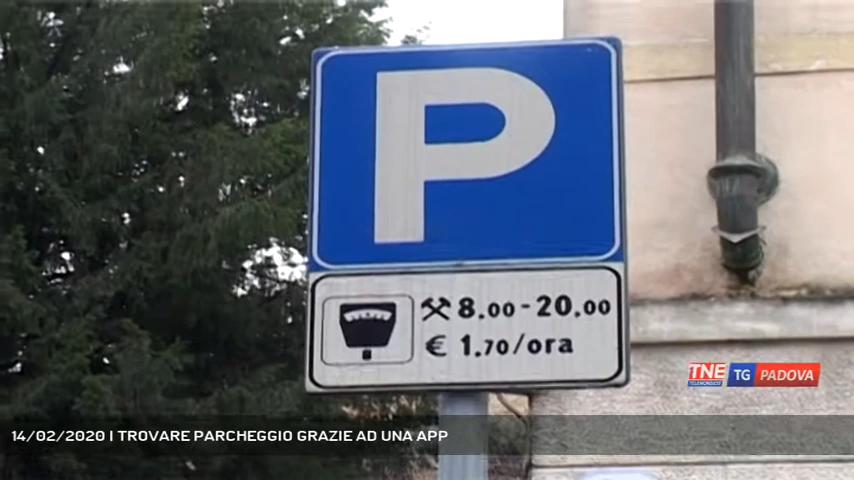 P
8.00 - 20.00
€ 1.70/ora
TNE TG PADOVA
TELENORDEST
14/02/2020 | TROVARE PARCHEGGIO GRAZIE AD UNA APP